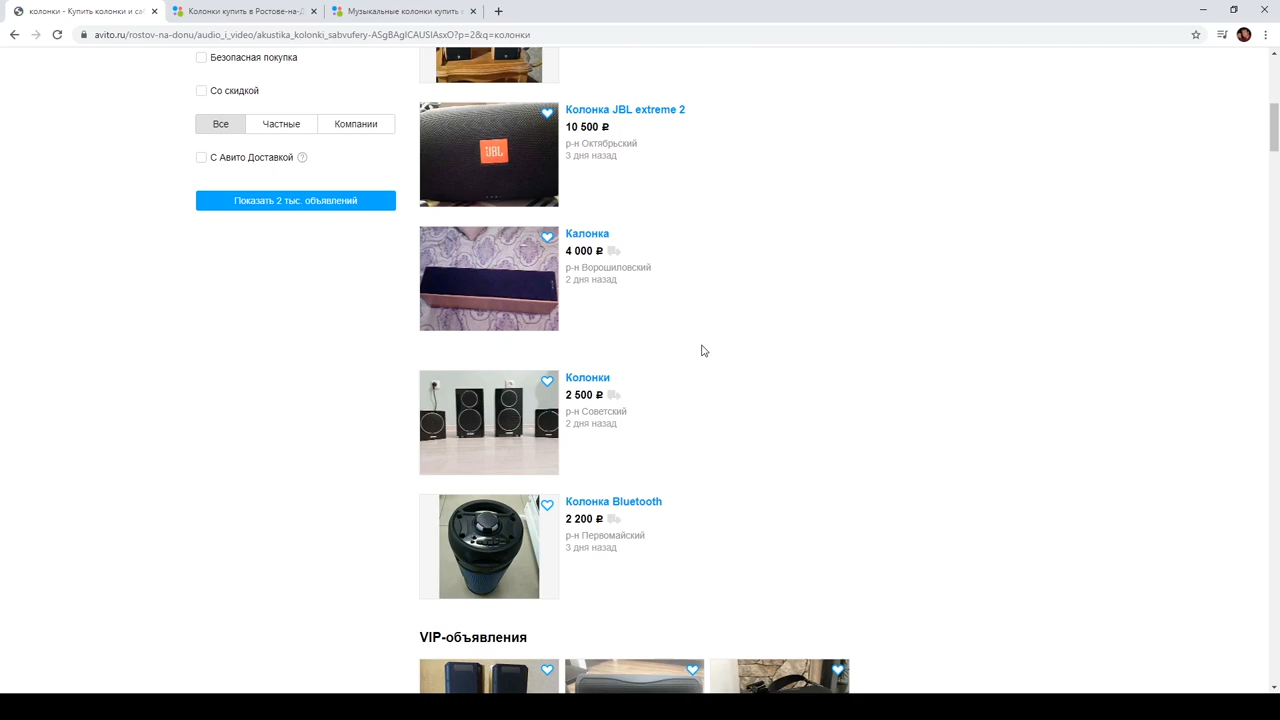 колонки - Купить колонки и саб
Колонки купить в Ростове-на-Д
Музыкальные колонки купить в
avito.ru/rostov-na-donu/audio_i_video/akustika_kolonki_sabvufery-ASgBAgICAUSIAsxO?p=2&q=колонки
Безопасная покупка
Со скидкой
Все
Частные
Компании
С Авито Доставкой ?
Показать 2 тыс. объявлений
JBL
Колонка JBL extreme 2
10 500 ₽
р-н Октябрьский
3 дня назад
Калонка
4 000 ₽
р-н Ворошиловский
2 дня назад
Колонки
2 500 ₽
р-н Советский
2 дня назад
Колонка Bluetooth
2 200 ₽
р-н Первомайский
3 дня назад
VIP-объявления